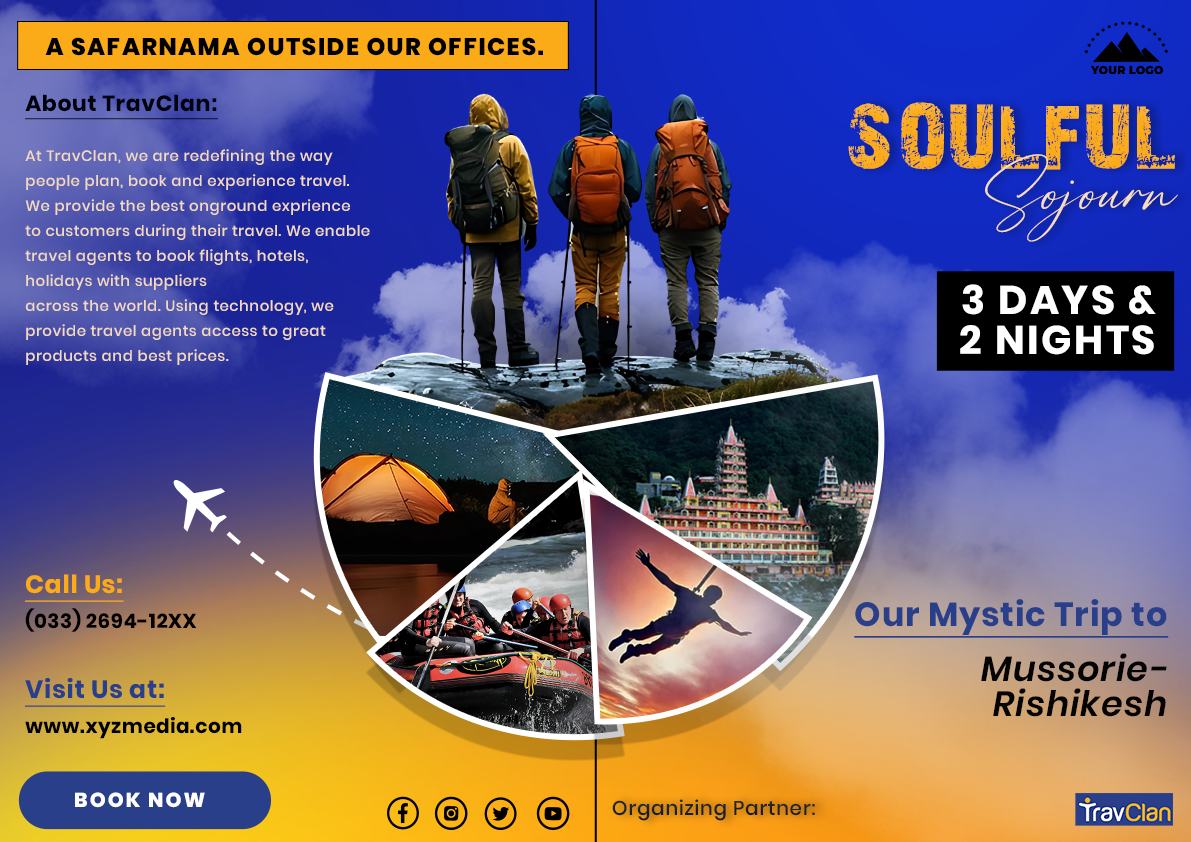 A SAFARNAMA OUTSIDE OUR OFFICES.
About TravClan:
At TravClan, we are redefining the way
people plan, book and experience travel.
We provide the best onground exprience
to customers during their travel. We enable
travel agents to book flights, hotels,
holidays with suppliers
across the world. Using technology, we
provide travel agents access to great
products and best prices.
Call Us:
(033) 2694-12XX
Visit Us at:
www.xyzmedia.com
BOOK NOW
YOUR LOGO
SOULFUL
Sojourn
3 DAYS &
2 NIGHTS
Our Mystic Trip to
Mussorie-
Rishikesh
Organizing Partner:
TravClan